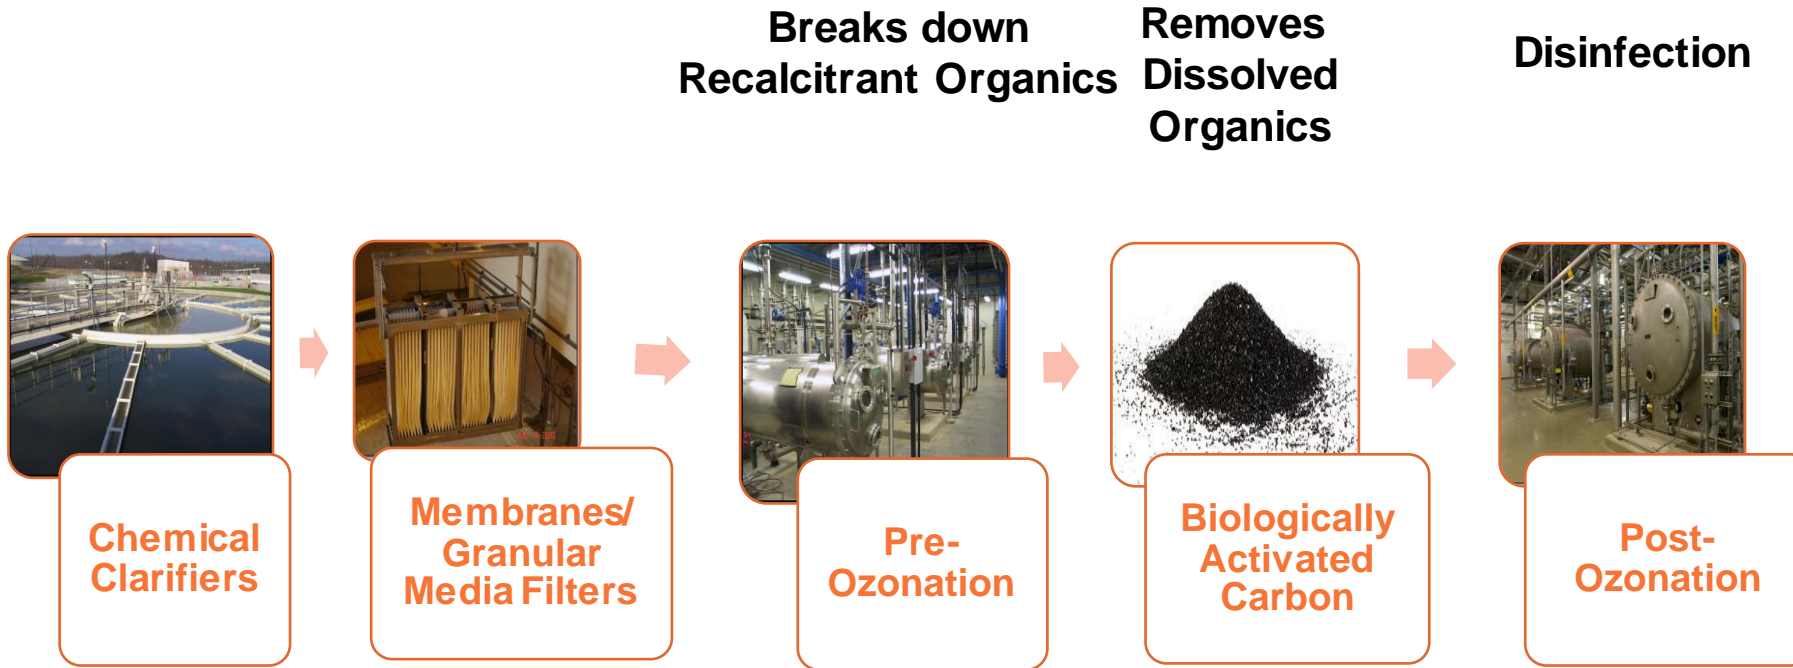 Breaks down
Recalcitrant Organics
Removes
Dissolved
Organics
Disinfection
Chemical
Clarifiers
Membranes/
Granular
Media Filters
Pre-
Ozonation
Biologically
Activated
Carbon
Post-
Ozonation